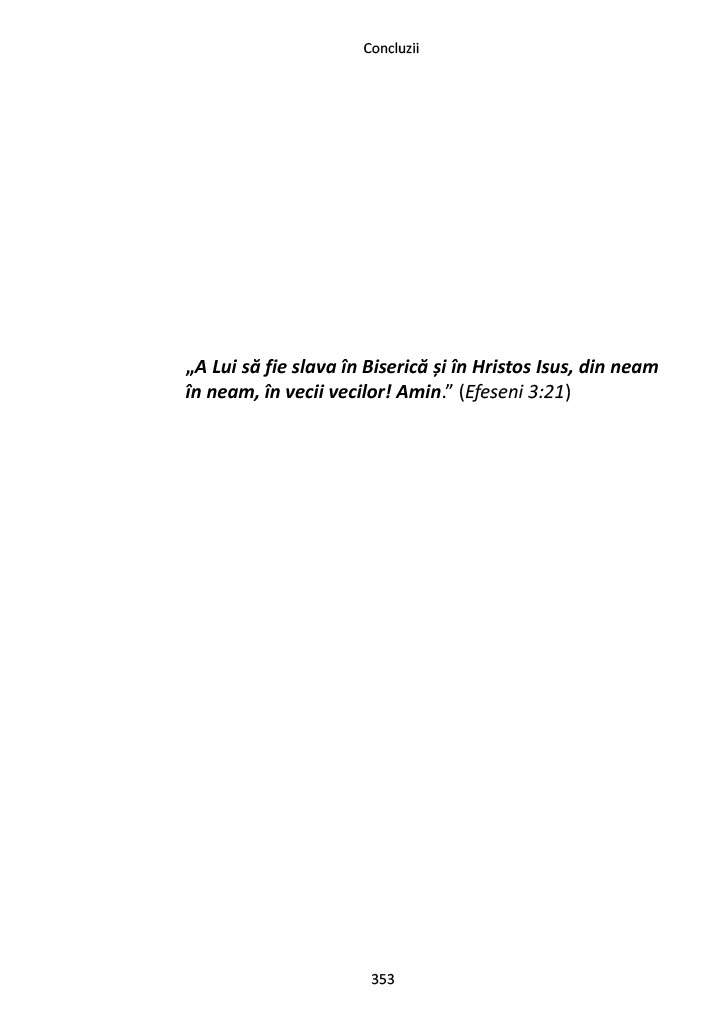 Concluzii
„A Lui să fie slava în Biserică și în Hristos Isus, din neam
în neam, în vecii vecilor! Amin.” (Efeseni 3:21)
353